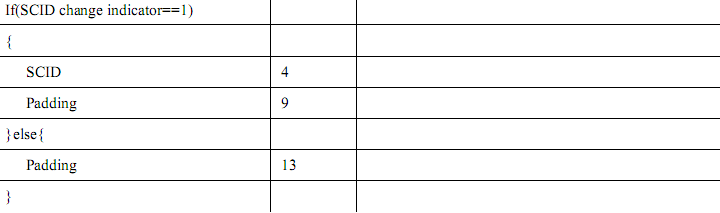 If(SCID change indicator==1)
{
SCID 4
Padding 9
}else{
Padding 13
}